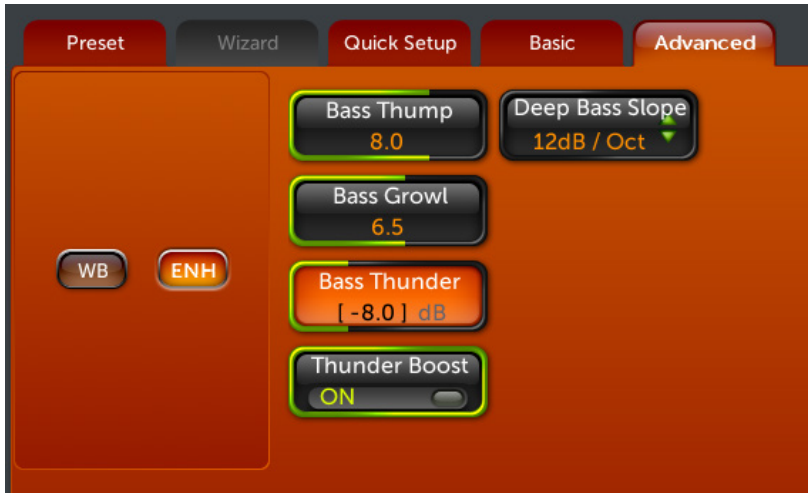 Preset Wizard Quick Setup Basic Advanced
Bass Thump Deep Bass Slope
8.0 12dB / Oct
Bass Growl
6.5
WB ENH
Bass Thunder
[ -8.0 ] dB
Thunder Boost
ON